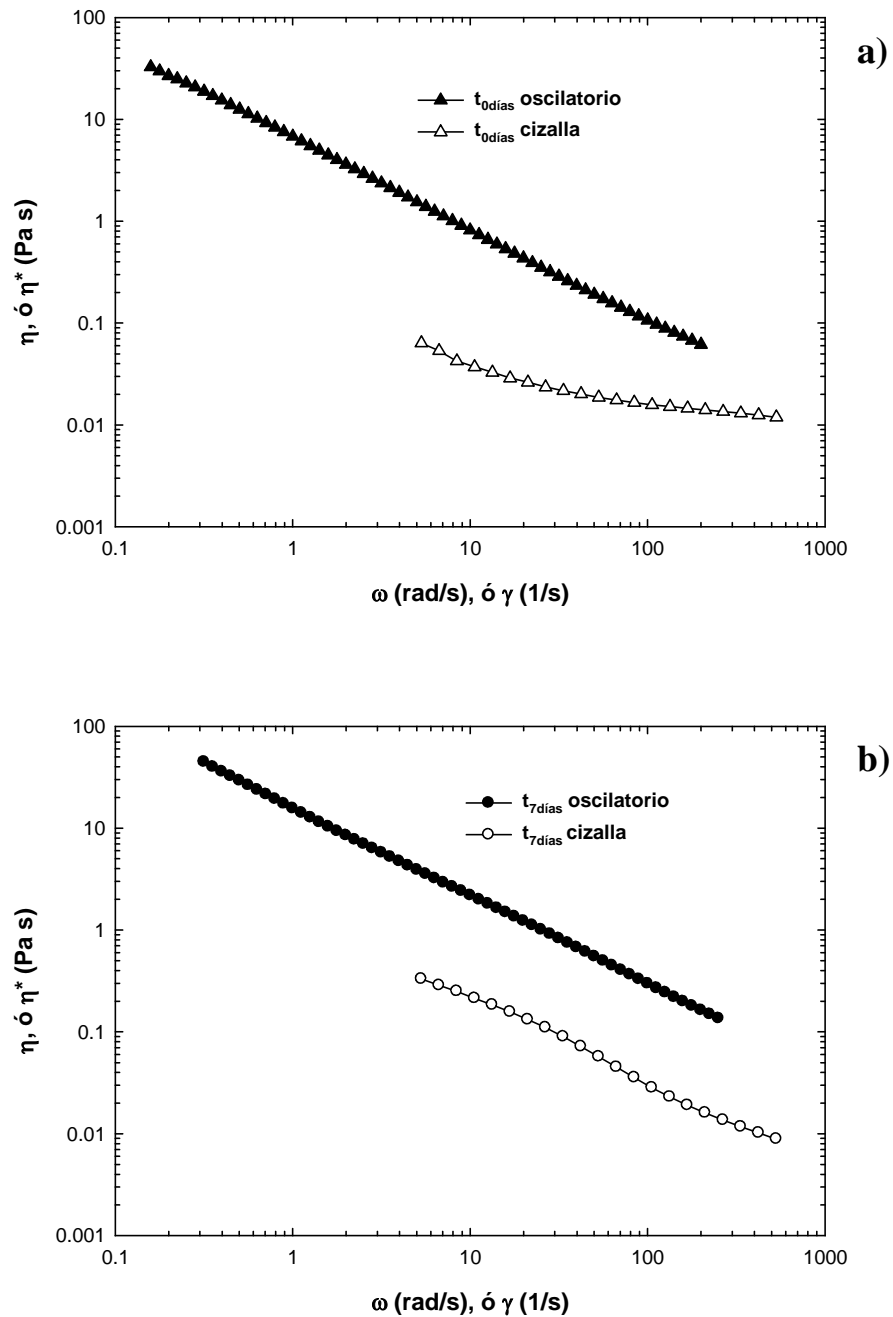 a)
100
10
1
0.1
0.01
0.001
η, ó η* (Pa s)
t0días oscilatorio
t0días cizalla
0.1 1 10 100 1000
ω (rad/s), ó γ (1/s)
b)
100
10
1
0.1
0.01
0.001
η, ó η* (Pa s)
t7días oscilatorio
t7días cizalla
0.1 1 10 100 1000
ω (rad/s), ó γ (1/s)